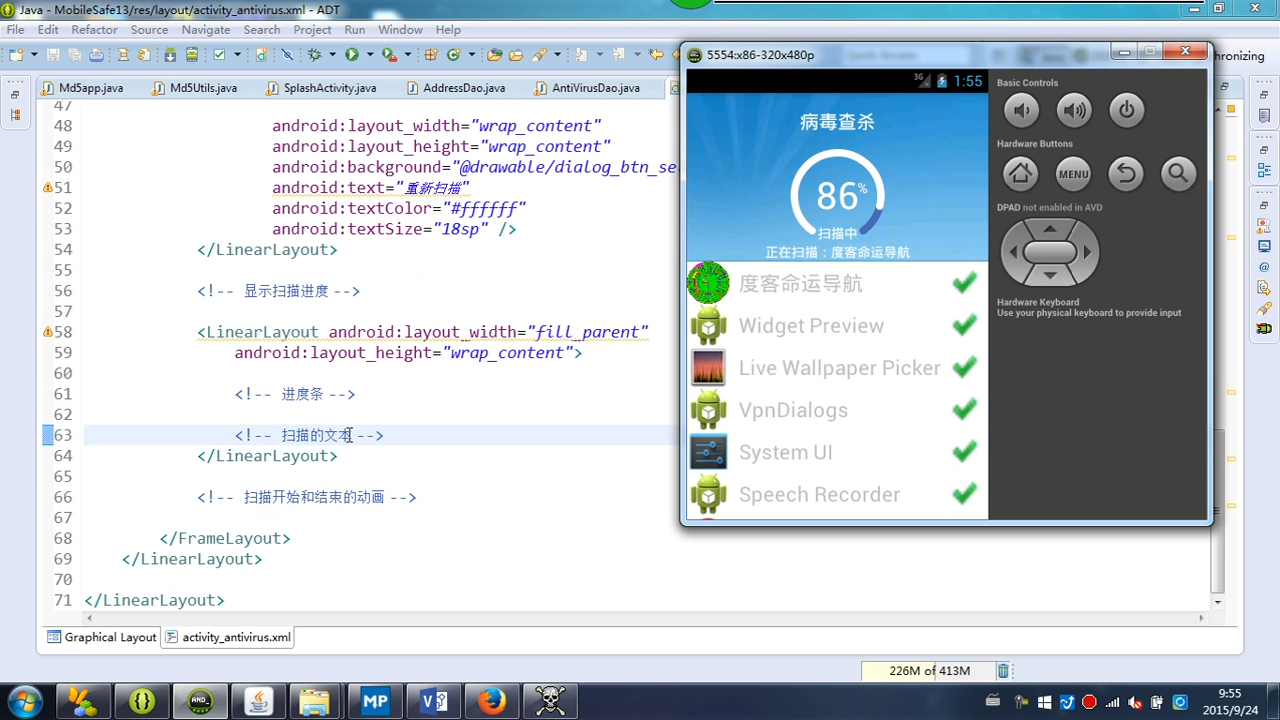 Java - MobileSafe13/res/layout/activity_antivirus.xml - ADT
File Edit Refactor Source Navigate Search Project Run Window Help
Md5app.java Md5Utils.java SplashActivity.java AddressDao.java AntiVirusDao.java
47
48 android:layout_width="wrap_content"
49 android:layout_height="wrap_content"
50 android:background="@drawable/dialog_btn_se
51 android:text="重新扫描"
52 android:textColor="#ffffff"
53 android:textSize="18sp" />
54 </LinearLayout>
55
56 <!-- 显示扫描进度 -->
57
58 <LinearLayout android:layout_width="fill_parent"
59 android:layout_height="wrap_content">
60
61 <!-- 进度条 -->
62
63 <!-- 扫描的文本 -->
64 </LinearLayout>
65
66 <!-- 扫描开始和结束的动画 -->
67
68 </FrameLayout>
69 </LinearLayout>
70
71 </LinearLayout>
Graphical Layout activity_antivirus.xml
226M of 413M
5554:x86-320x480p
3G 1:55
病毒查杀
86%
扫描中
正在扫描：度客命运导航
度客命运导航
Widget Preview
Live Wallpaper Picker
VpnDialogs
System UI
Speech Recorder
Basic Controls
Hardware Buttons
MENU
DPAD not enabled in AVD
Hardware Keyboard
Use your physical keyboard to provide input
hronizing
AND
MP
9:55
2015/9/24